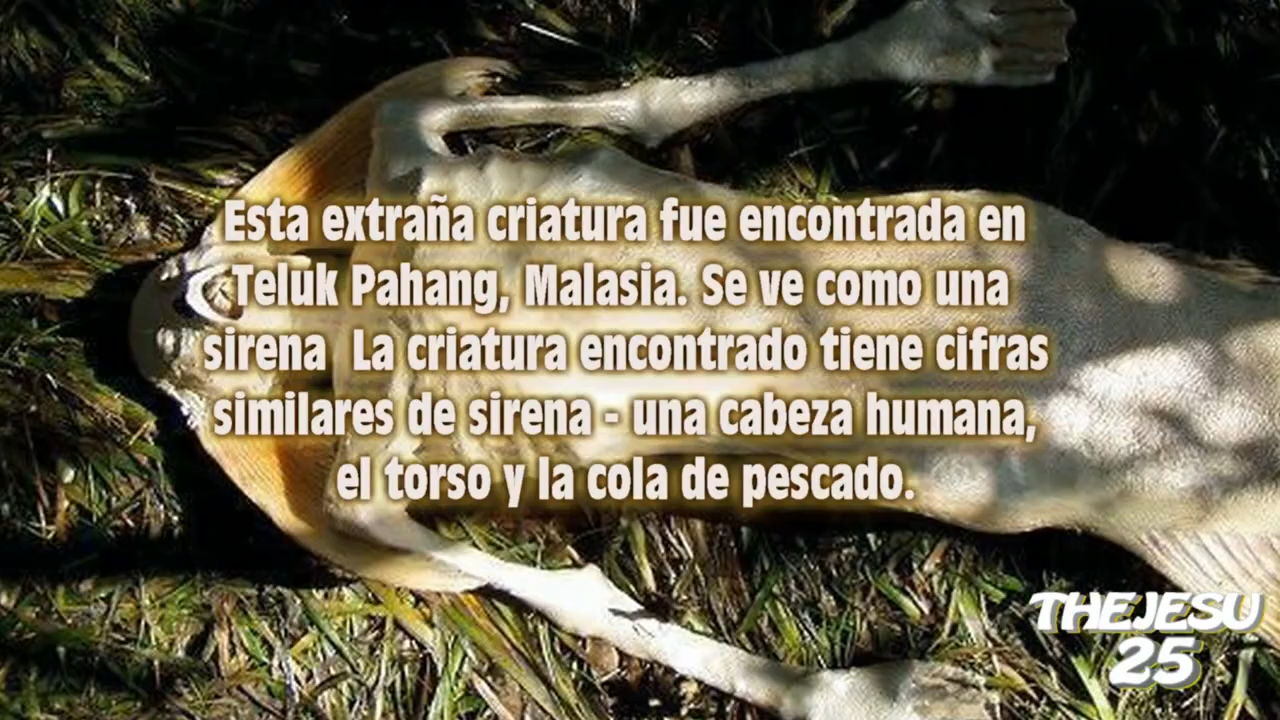 Esta extraña criatura fue encontrada en
Teluk Pahang, Malasia. Se ve como una
sirena  La criatura encontrado tiene cifras
similares de sirena - una cabeza humana,
el torso y la cola de pescado.
THEJESU
25